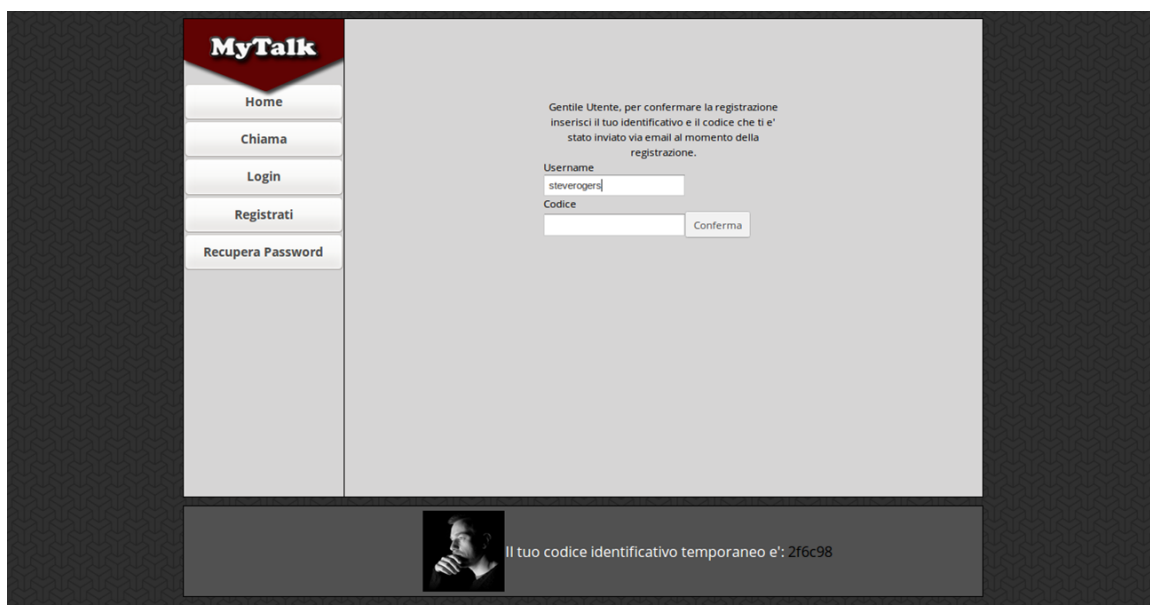 MyTalk
Home
Chiama
Login
Registrati
Recupera Password
Gentile Utente, per confermare la registrazione
inserisci il tuo identificativo e il codice che ti e'
stato inviato via email al momento della
registrazione.
Username
steverogers
Codice
Conferma
Il tuo codice identificativo temporaneo e': 2f6c98